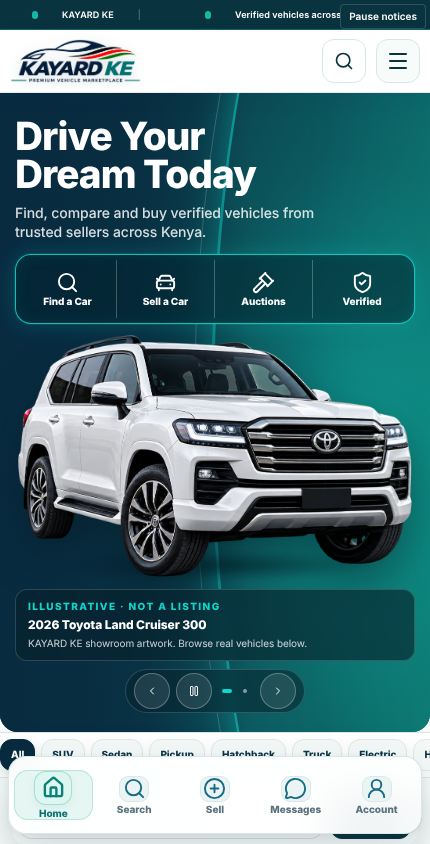 KAYARD KE
Verified vehicles across
Pause notices
KAYARD KE
PREMIUM VEHICLE MARKETPLACE
Drive Your
Dream Today
Find, compare and buy verified vehicles from
trusted sellers across Kenya.
Find a Car
Sell a Car
Auctions
Verified
ILLUSTRATIVE · NOT A LISTING
2026 Toyota Land Cruiser 300
KAYARD KE showroom artwork. Browse real vehicles below.
All
SUV
Sedan
Pickup
Hatchback
Truck
Electric
H
Home
Search
Sell
Messages
Account